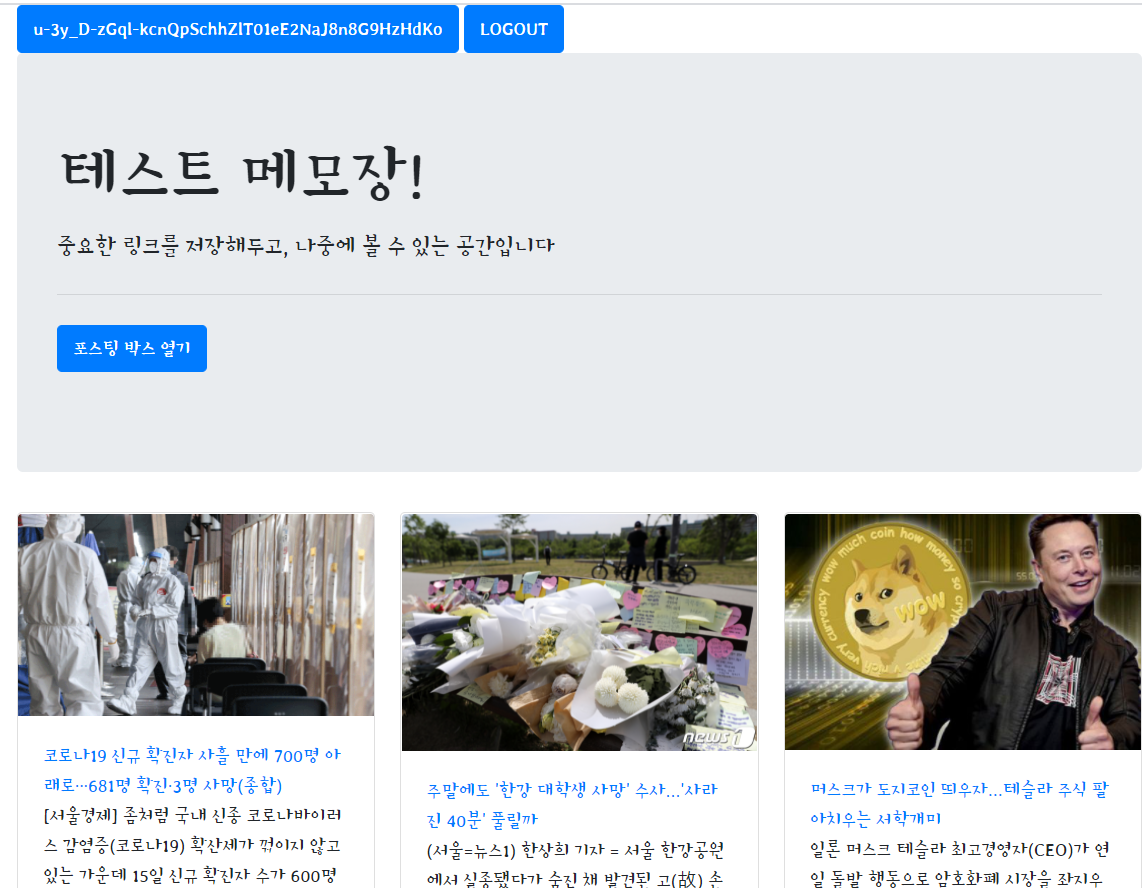 u-3y_D-zGql-kcnQpSchhZlT01eE2NaJ8n8G9HzHdKo LOGOUT
테스트 메모장!
중요한 링크를 저장해두고, 나중에 볼 수 있는 공간입니다
포스팅 박스 열기
wow much coin how money so cryp
very currency
WOW
news1
코로나19 신규 확진자 사흘 만에 700명 아
래로…681명 확진·3명 사망(종합)
[서울경제] 좀처럼 국내 신종 코로나바이러
스 감염증(코로나19) 확산세가 꺾이지 않고
있는 가운데 15일 신규 확진자 수가 600명
주말에도 '한강 대학생 사망' 수사…'사라
진 40분' 풀릴까
(서울=뉴스1) 한상희 기자 = 서울 한강공원
에서 실종됐다가 숨진 채 발견된 고(故) 손
머스크가 도지코인 띄우자...테슬라 주식 팔
아치우는 서학개미
일론 머스크 테슬라 최고경영자(CEO)가 연
일 돌발 행동으로 암호화폐 시장을 좌지우